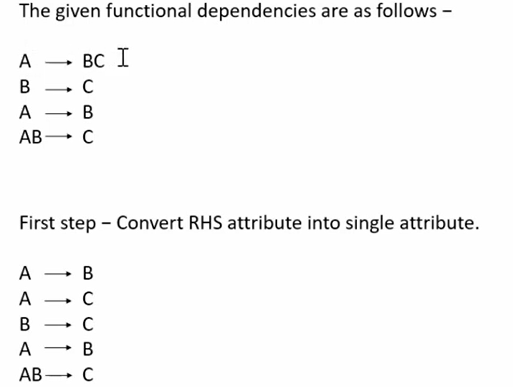 The given functional dependencies are as follows –
A → BC
B → C
A → B
AB → C
First step – Convert RHS attribute into single attribute.
A → B
A → C
B → C
A → B
AB → C